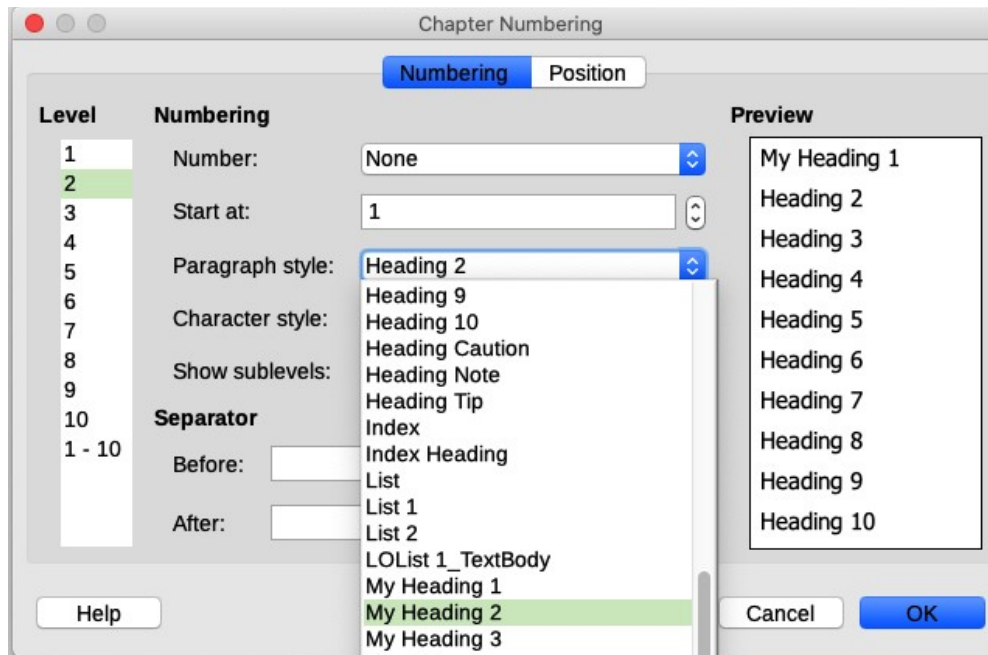 Chapter Numbering
Numbering Position
Level
1
2
3
4
5
6
7
8
9
10
1 - 10
Numbering
Number: None
Start at: 1
Paragraph style: Heading 2
Character style:
Show sublevels:
Separator
Before:
After:
Heading 9
Heading 10
Heading Caution
Heading Note
Heading Tip
Index
Index Heading
List
List 1
List 2
LOList 1_TextBody
My Heading 1
My Heading 2
My Heading 3
Preview
My Heading 1
Heading 2
Heading 3
Heading 4
Heading 5
Heading 6
Heading 7
Heading 8
Heading 9
Heading 10
Help
Cancel
OK